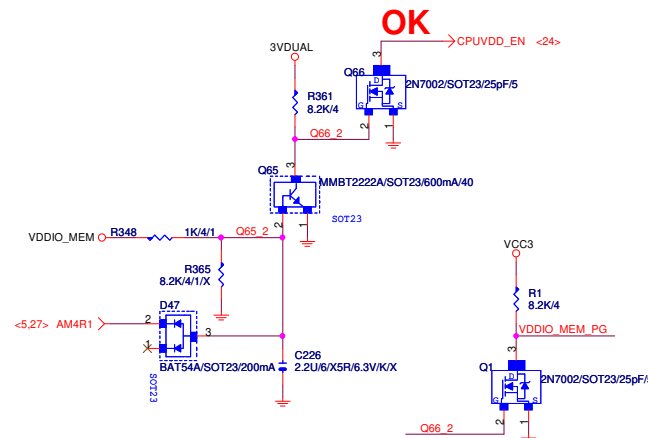 OK
3
CPUVDD_EN <24>
3VDUAL
Q66
D
2N7002/SOT23/25pF/5
G
S
R361
8.2K/4
2
1
Q66_2
3
Q65
MMBT2222A/SOT23/600mA/40
SOT23
2
1
VDDIO_MEM
R348
1K/4/1
Q65_2
VCC3
R365
8.2K/4/1/X
R1
8.2K/4
D47
<5,27> AM4R1
2
3
1
VDDIO_MEM_PG
3
BAT54A/SOT23/200mA
SOT23
C226
2.2U/6/X5R/6.3V/K/X
Q1
D
2N7002/SOT23/25pF/5
G
S
2
1
Q66_2